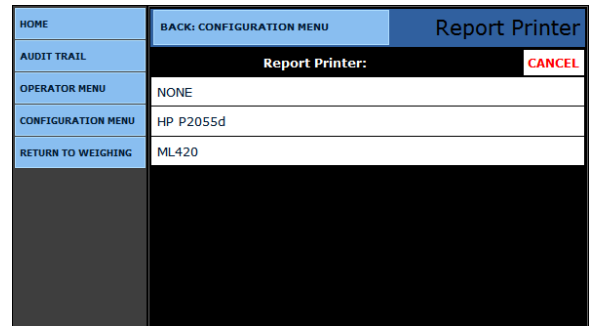 HOME
AUDIT TRAIL
OPERATOR MENU
CONFIGURATION MENU
RETURN TO WEIGHING
BACK: CONFIGURATION MENU
Report Printer
Report Printer:
CANCEL
NONE
HP P2055d
ML420